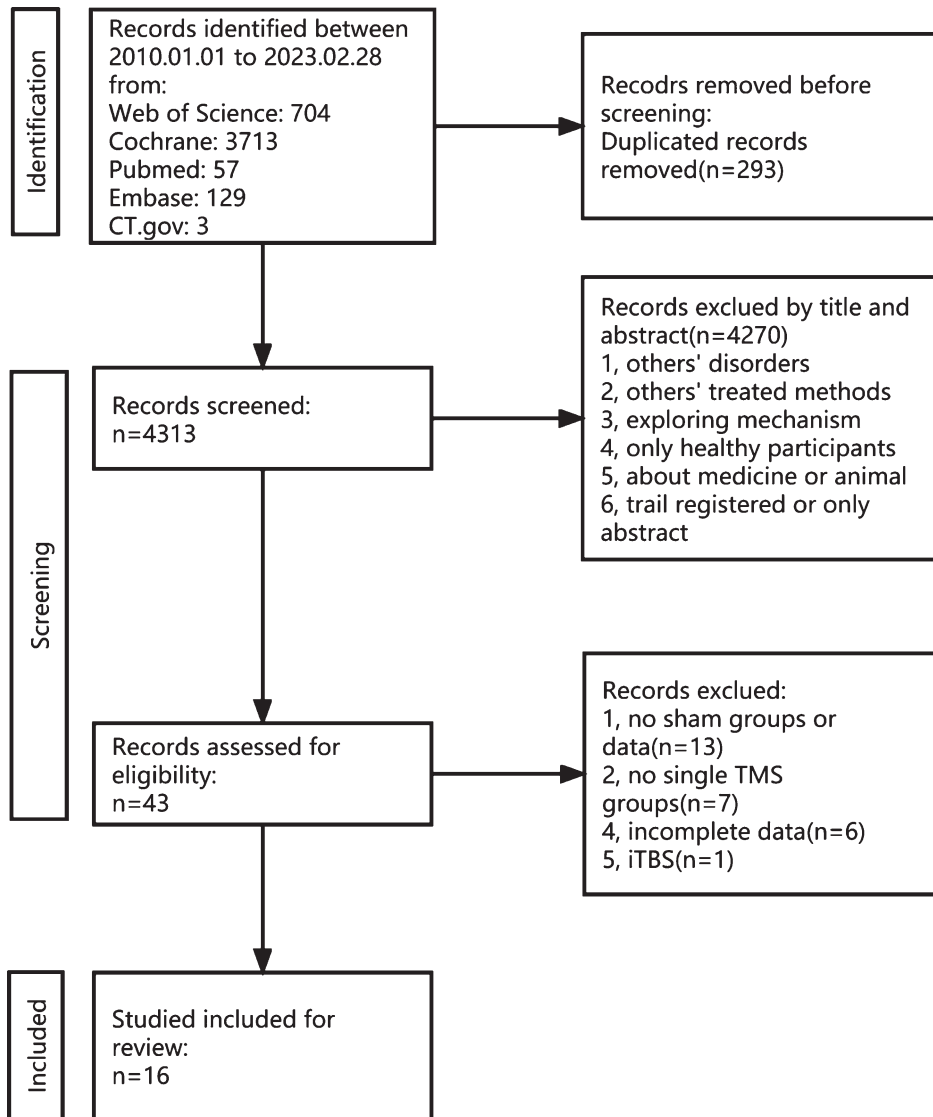 Identification
Records identified between
2010.01.01 to 2023.02.28
from:
Web of Science: 704
Cochrane: 3713
Pubmed: 57
Embase: 129
CT.gov: 3
Recodrs removed before
screening:
Duplicated records
removed(n=293)
Screening
Records screened:
n=4313
Records exclued by title and
abstract(n=4270)
1, others' disorders
2, others' treated methods
3, exploring mechanism
4, only healthy participants
5, about medicine or animal
6, trail registered or only
abstract
Records assessed for
eligibility:
n=43
Records exclued:
1, no sham groups or
data(n=13)
2, no single TMS
groups(n=7)
4, incomplete data(n=6)
5, iTBS(n=1)
Included
Studied included for
review:
n=16